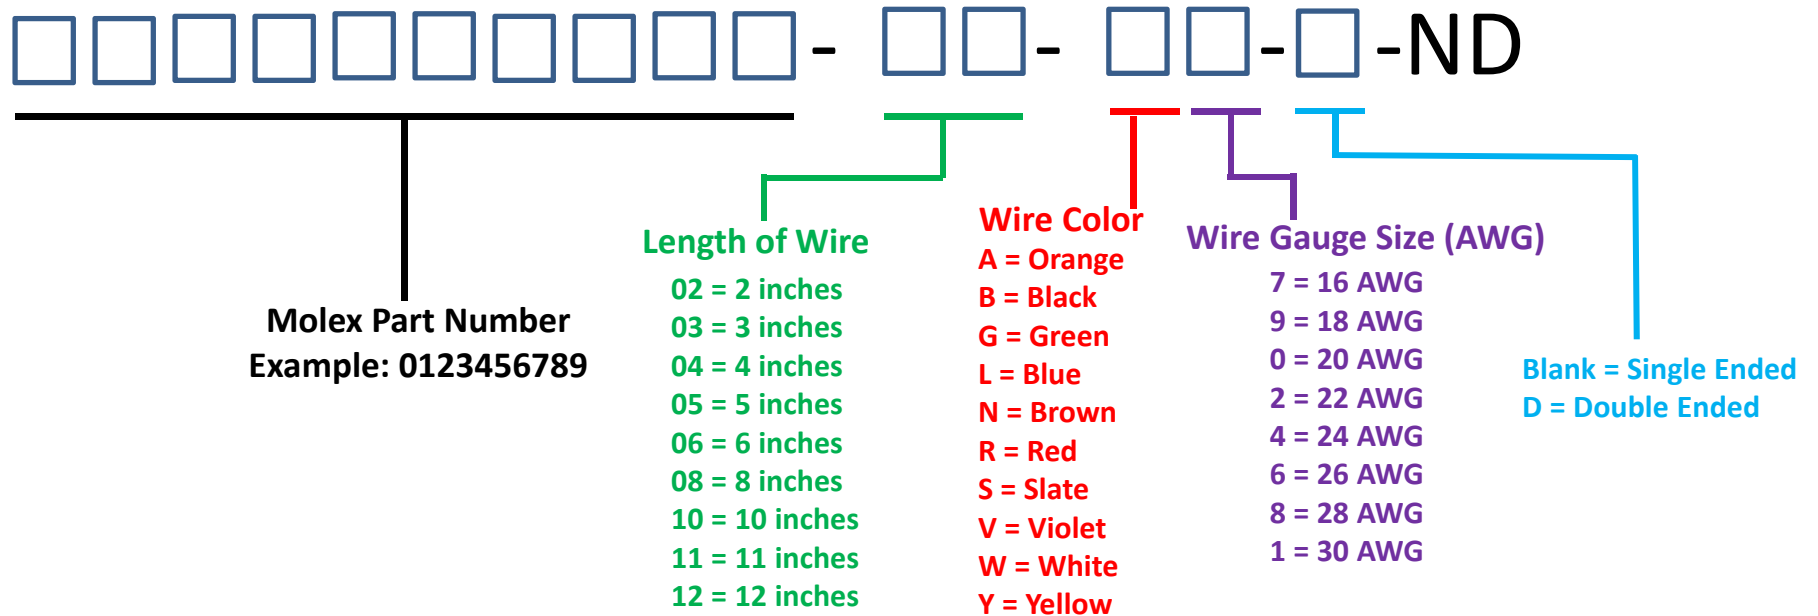 - - - -ND
Molex Part Number
Example: 0123456789
Length of Wire
02 = 2 inches
03 = 3 inches
04 = 4 inches
05 = 5 inches
06 = 6 inches
08 = 8 inches
10 = 10 inches
11 = 11 inches
12 = 12 inches
Wire Color
A = Orange
B = Black
G = Green
L = Blue
N = Brown
R = Red
S = Slate
V = Violet
W = White
Y = Yellow
Wire Gauge Size (AWG)
7 = 16 AWG
9 = 18 AWG
0 = 20 AWG
2 = 22 AWG
4 = 24 AWG
6 = 26 AWG
8 = 28 AWG
1 = 30 AWG
Blank = Single Ended
D = Double Ended